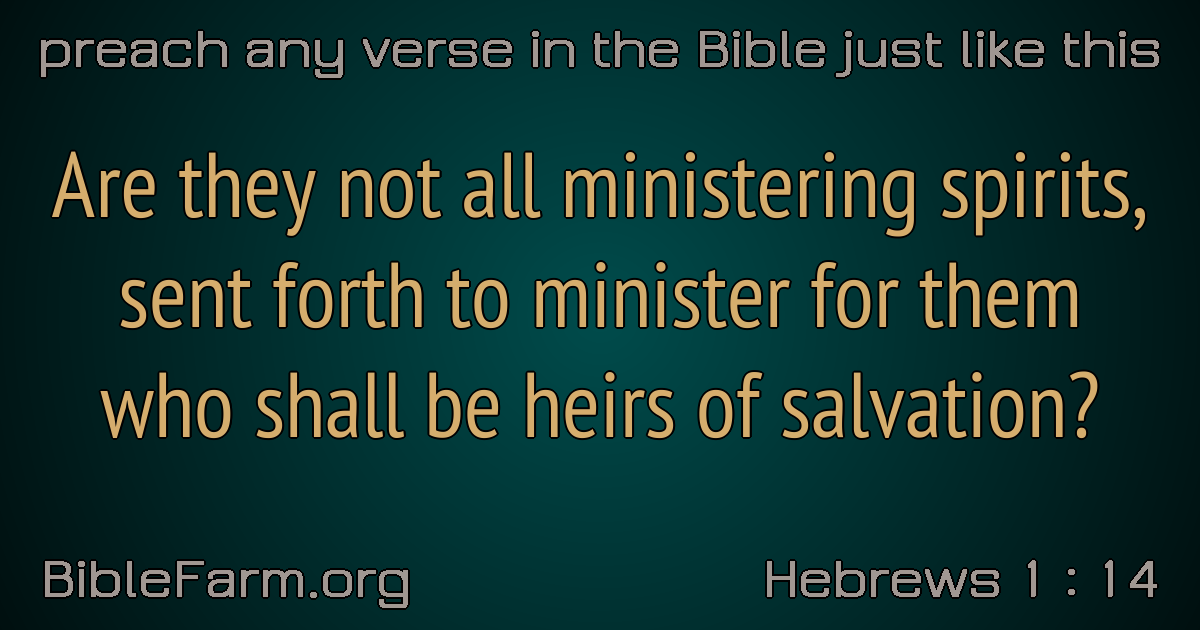 preach any verse in the Bible just like this
Are they not all ministering spirits,
sent forth to minister for them
who shall be heirs of salvation?
BibleFarm.org
Hebrews 1 : 14